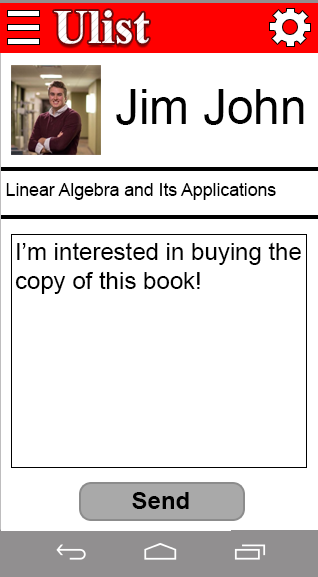 Ulist
Jim John
Linear Algebra and Its Applications
I’m interested in buying the
copy of this book!
Send